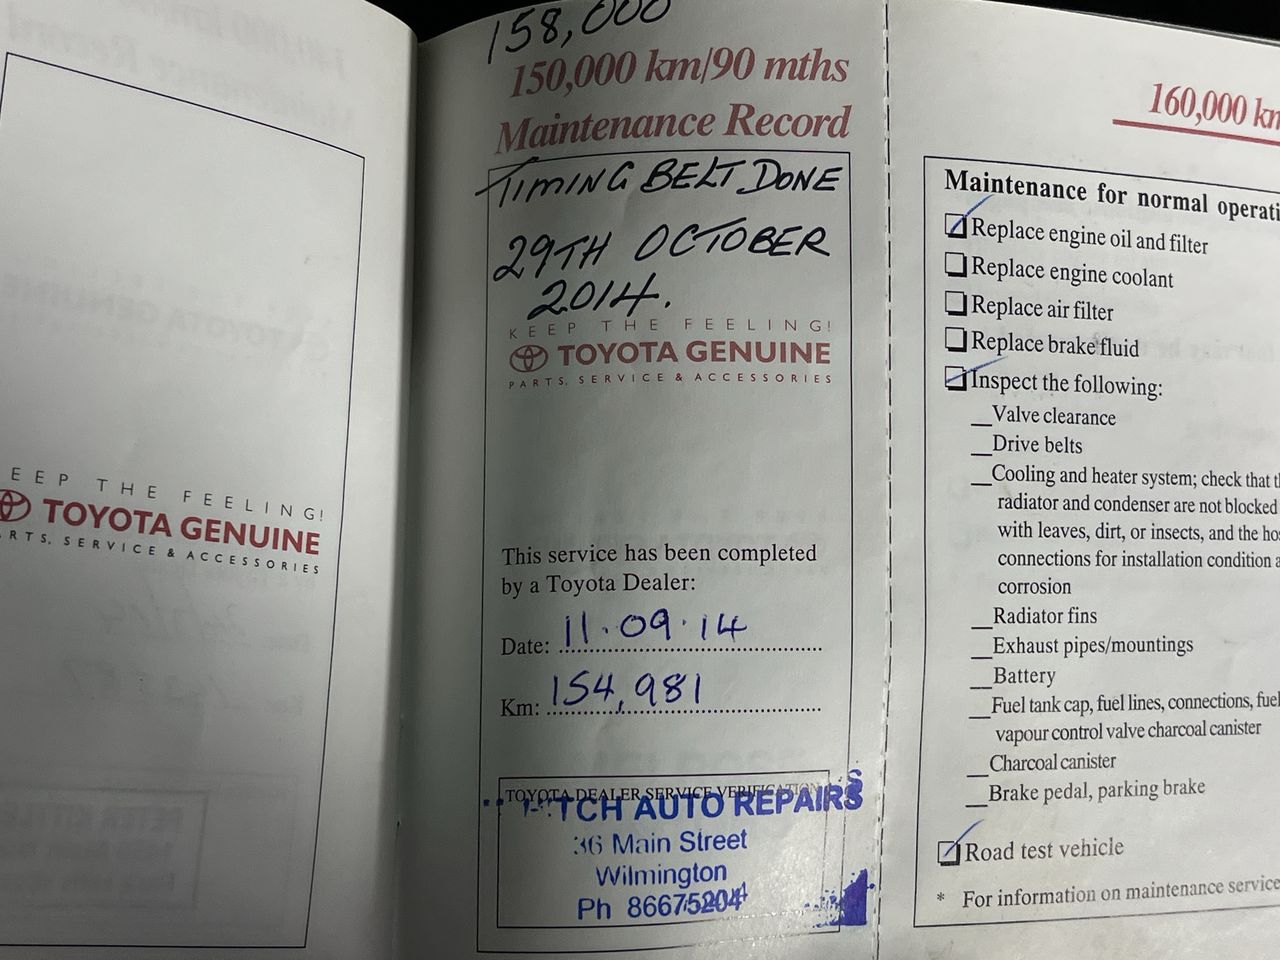 KEEP THE FEELING!
TOYOTA GENUINE
PARTS, SERVICE & ACCESSORIES
158,000
150,000 km/90 mths
Maintenance Record
TIMING BELT DONE
29TH OCTOBER
2014.
KEEP THE FEELING!
TOYOTA GENUINE
PARTS, SERVICE & ACCESSORIES
This service has been completed
by a Toyota Dealer:
Date: 11.09.14
Km: 154,981
TOYOTA DEALER SERVICE VERIFICATION
TCH AUTO REPAIRS
36 Main Street
Wilmington
Ph 86675204
160,000 km
Maintenance for normal operati
Replace engine oil and filter
Replace engine coolant
Replace air filter
Replace brake fluid
Inspect the following:
Valve clearance
Drive belts
Cooling and heater system; check that th
radiator and condenser are not blocked
with leaves, dirt, or insects, and the hos
connections for installation condition a
corrosion
Radiator fins
Exhaust pipes/mountings
Battery
Fuel tank cap, fuel lines, connections, fuel
vapour control valve charcoal canister
Charcoal canister
Brake pedal, parking brake
Road test vehicle
* For information on maintenance service